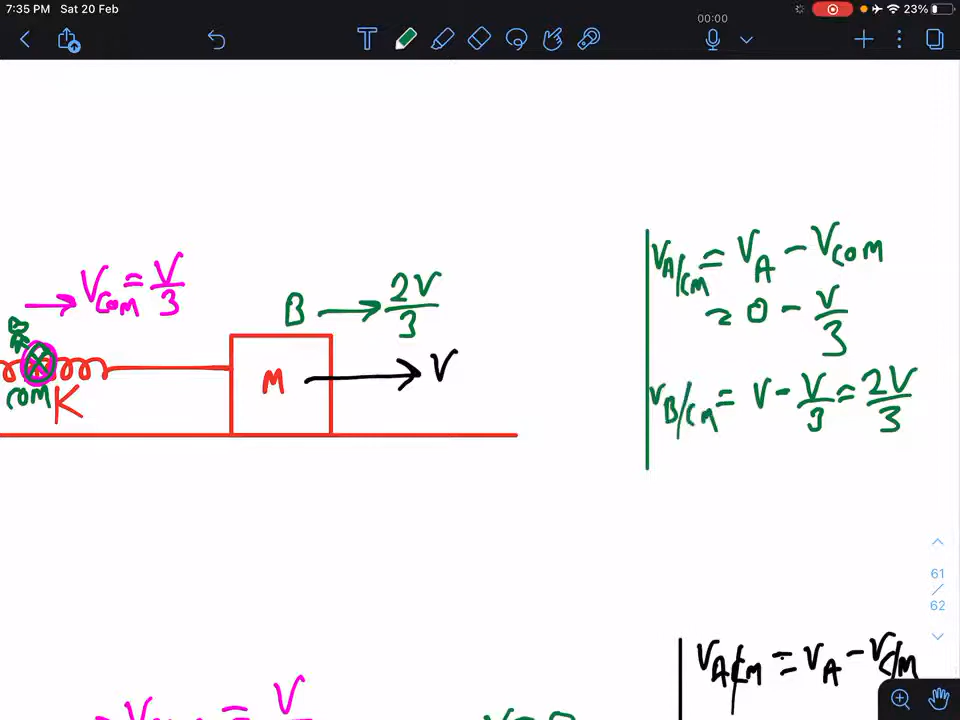 7:35 PM Sat 20 Feb
23%
00:00
T
V_COM = V/3
B → 2V/3
M
→ V
COM
K
V_A/CM = V_A - V_COM
≈ 0 - V/3
V_B/CM = V - V/3 = 2V/3
61
/
62
V_A/CM = V_A - V_C/M